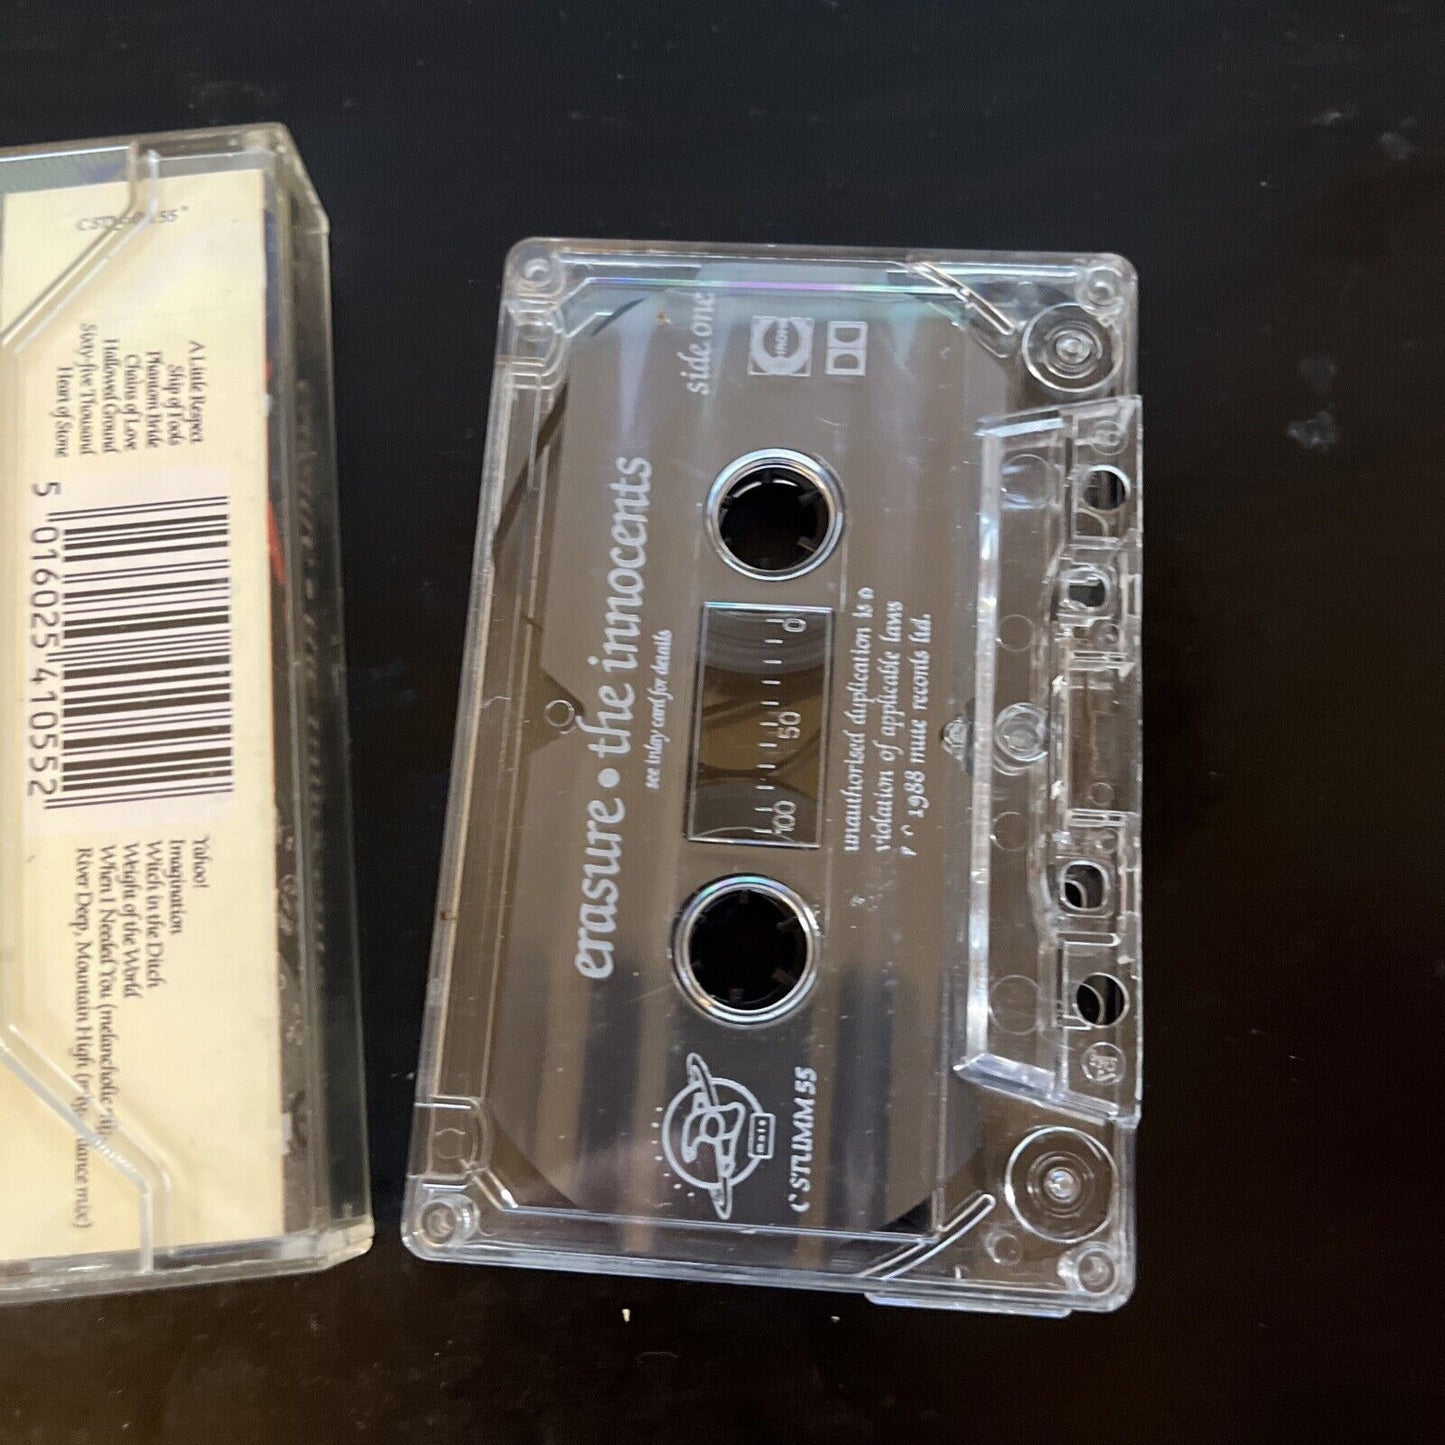 A Little Respect
Ship of Fools
Phantom Bride
Chains of Love
Hallowed Ground
Sixty-five Thousand
Heart of Stone
5 016025 410552
Yahoo!
Imagination
Witch in the Ditch
Weight of the World
When I Needed You (melancholic
River Deep, Mountain High dance mix)
side one
erasure • the innocents
see inlay card for details
0
50
100
unauthorised duplication is a
violation of applicable laws
1988 mute records ltd.
C STUMM 55